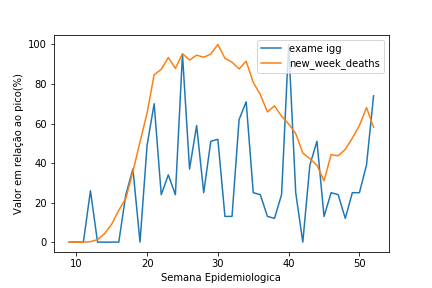 exame igg
new_week_deaths
Valor em relação ao pico(%)
100
80
60
40
20
0
10
20
30
40
50
Semana Epidemiologica